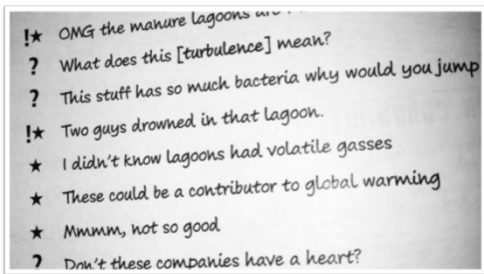 !★ OMG the manure lagoons
? What does this [turbulence] mean?
? This stuff has so much bacteria why would you jump
!★ Two guys drowned in that lagoon.
★ I didn't know lagoons had volatile gasses
★ These could be a contributor to global warming
★ Mmmm, not so good
? Don't these companies have a heart?